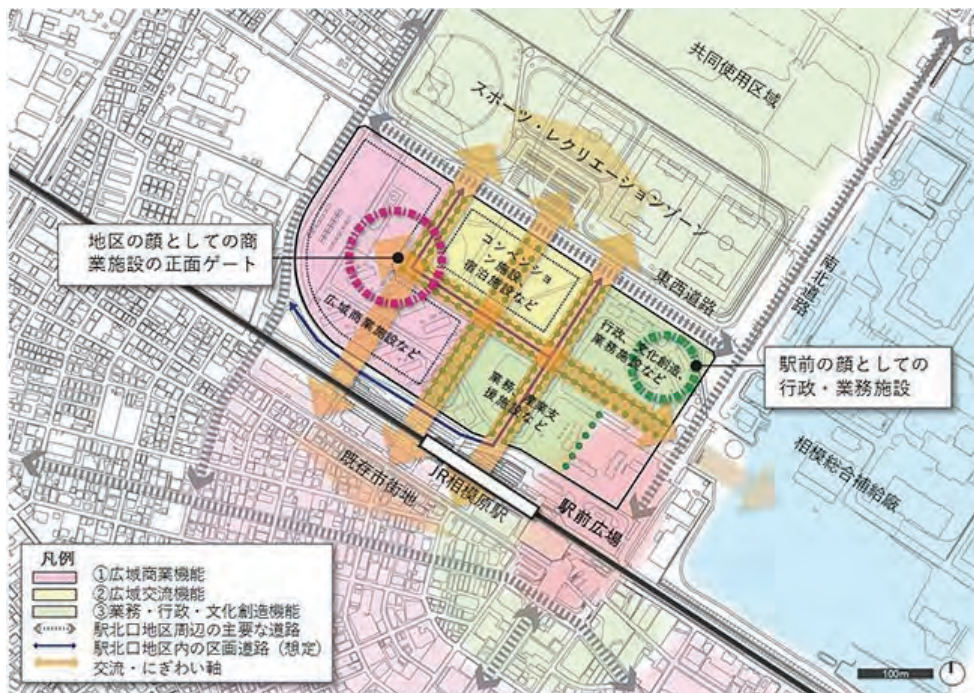 共同使用区域
スポーツ・レクリエーションゾーン
東西道路
南北道路
地区の顔としての商
業施設の正面ゲート
コンベンショ
ン施設、
宿泊施設など
広域商業施設など
行政、文化創造、
業務施設など
駅前の顔としての
行政・業務施設
業務・
援施設など
既存市街地
JR相模原駅
駅前広場
相模総合補給廠
凡例
①広域商業機能
②広域交流機能
③業務・行政・文化創造機能
駅北口地区周辺の主要な道路
駅北口地区内の区画道路（想定）
交流・にぎわい軸
100m